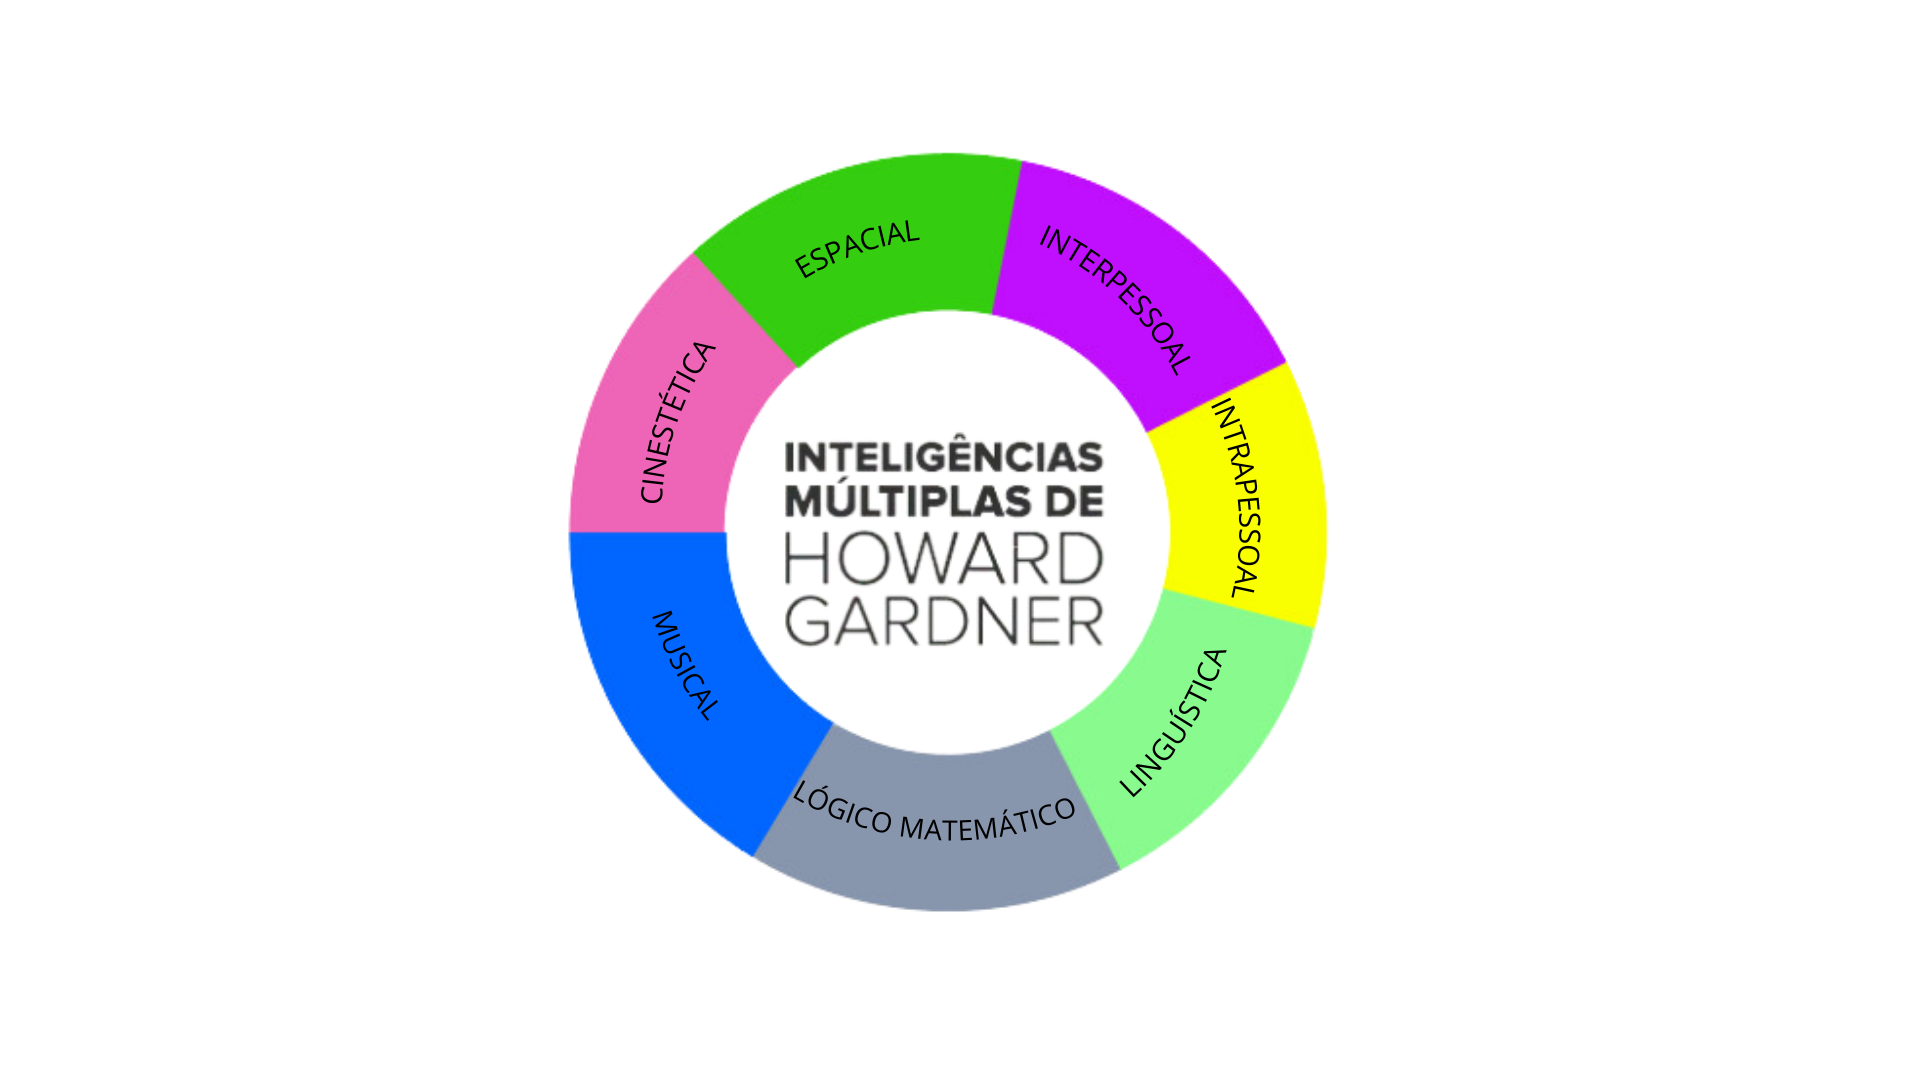 ESPACIAL
INTERPESSOAL
INTRAPESSOAL
LINGUÍSTICA
LÓGICO MATEMÁTICO
MUSICAL
CINESTÉTICA
INTELIGÊNCIAS
MÚLTIPLAS DE
HOWARD
GARDNER